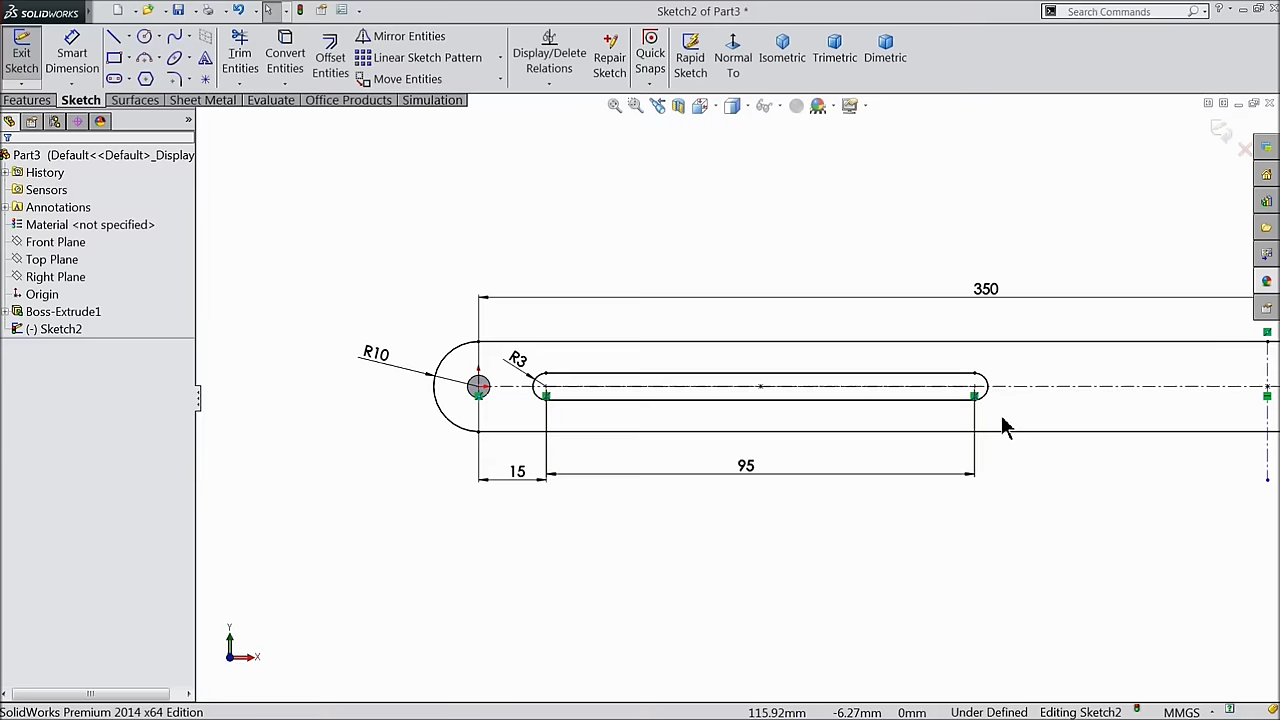 SOLIDWORKS
Sketch2 of Part3 *
Search Commands
Exit Sketch
Smart Dimension
Trim Entities
Convert Entities
Offset Entities
Mirror Entities
Linear Sketch Pattern
Move Entities
Display/Delete Relations
Repair Sketch
Quick Snaps
Rapid Sketch
Normal To
Isometric
Trimetric
Dimetric
Features
Sketch
Surfaces
Sheet Metal
Evaluate
Office Products
Simulation
Part3 (Default<<Default>_Display
History
Sensors
Annotations
Material <not specified>
Front Plane
Top Plane
Right Plane
Origin
Boss-Extrude1
(-) Sketch2
350
R10
R3
15
95
Y
X
SolidWorks Premium 2014 x64 Edition
115.92mm
-6.27mm
0mm
Under Defined
Editing Sketch2
MMGS